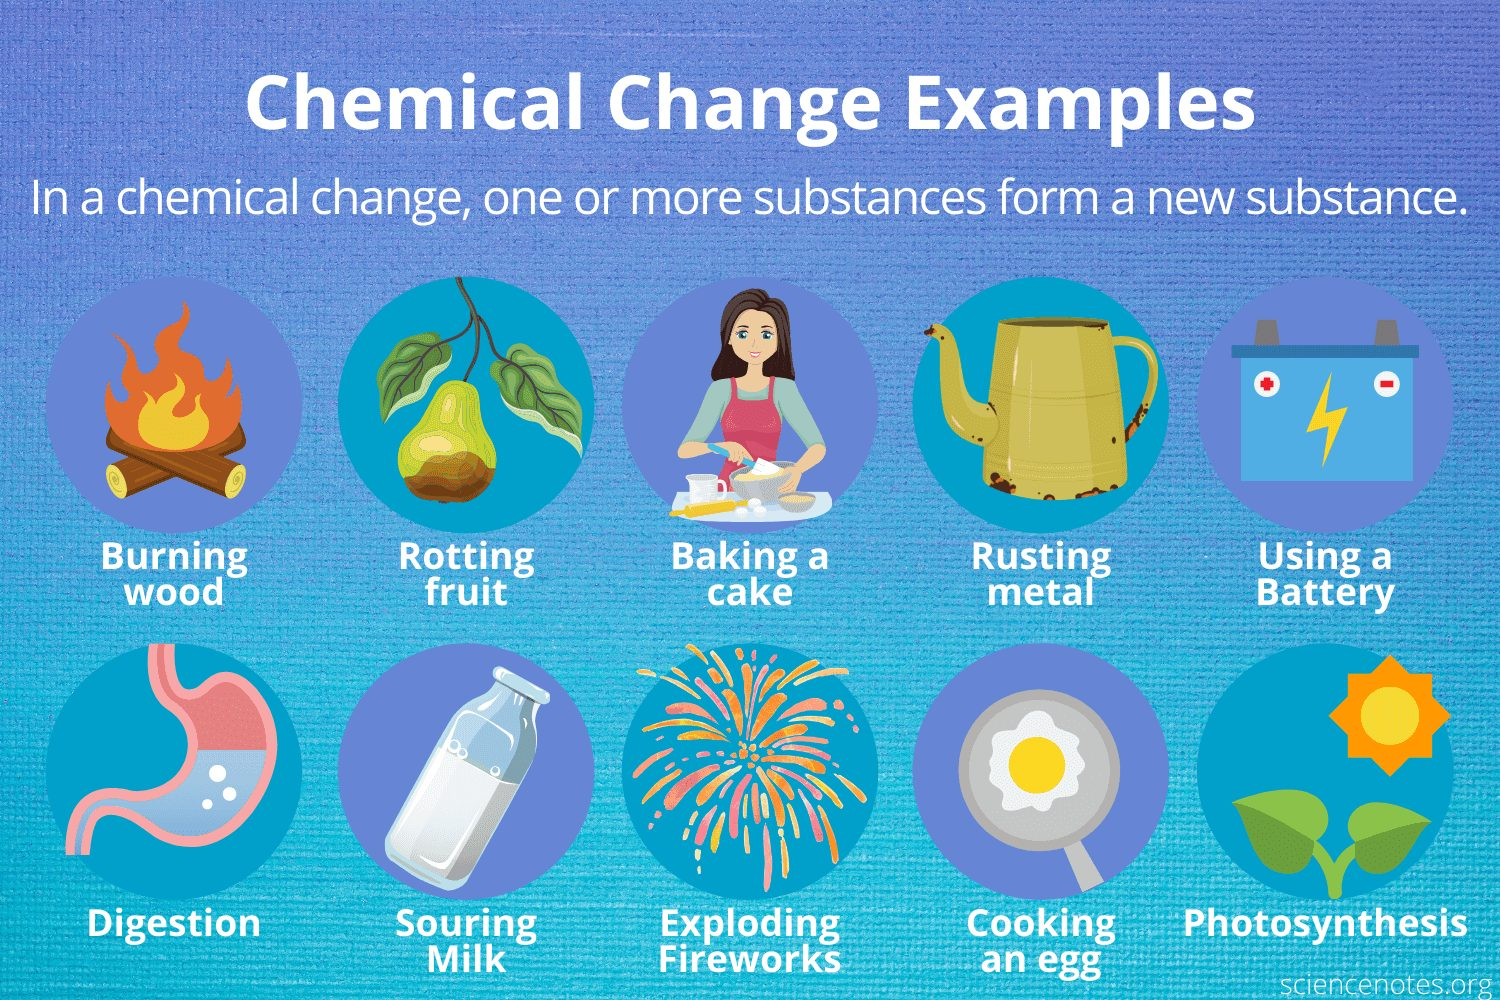 Chemical Change Examples
In a chemical change, one or more substances form a new substance.
Burning
wood
Rotting
fruit
Baking a
cake
Rusting
metal
Using a
Battery
Digestion
Souring
Milk
Exploding
Fireworks
Cooking
an egg
Photosynthesis
sciencenotes.org